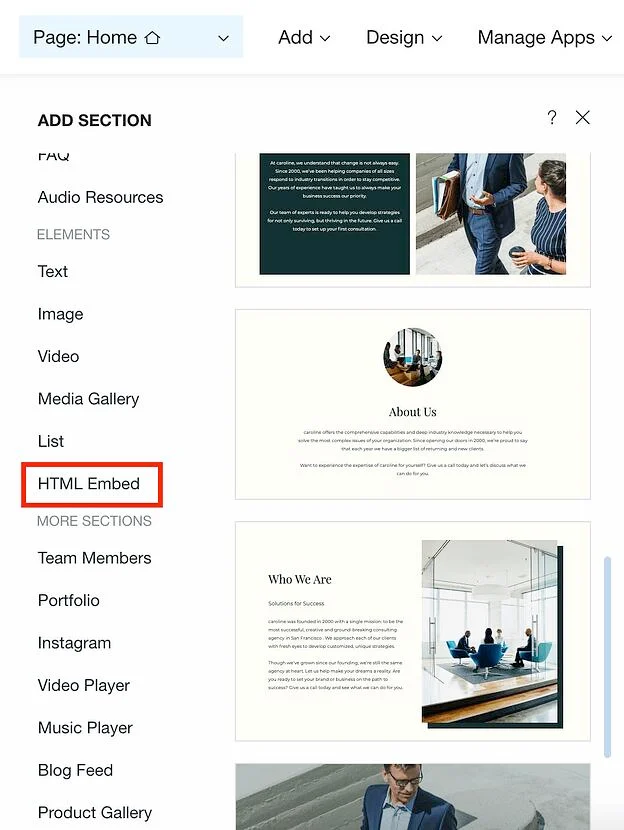 Page: Home
Add
Design
Manage Apps
ADD SECTION
?
FAQ
Audio Resources
ELEMENTS
Text
Image
Video
Media Gallery
List
HTML Embed
MORE SECTIONS
Team Members
Portfolio
Instagram
Video Player
Music Player
Blog Feed
Product Gallery
At caroline, we understand that change is not always easy.
Since 2000, we've been helping companies of all sizes
respond to industry transitions in order to stay competitive.
Our years of experience have taught us to always make your
business success our priority.
Our team of experts is ready to help you develop strategies
for not only surviving, but thriving in the future. Give us a call
today to set up your first consultation.
About Us
caroline offers the comprehensive capabilities and deep industry knowledge necessary to help you
solve the most complex issues of your organization. Since opening our doors in 2000, we're proud to say
that each year we have a bigger list of returning and new clients.
Want to experience the expertise of caroline for yourself? Give us a call today and let's discuss what we
can do for you.
Who We Are
Solutions for Success
caroline was founded in 2000 with a single mission: to be the
most successful, creative and ground-breaking consulting
agency in San Francisco . We approach each of our clients
with fresh eyes to develop customized, unique strategies.
Though we've grown since our founding, we're still the same
agency at heart. Let us help make your dreams a reality. Are
you ready to set your brand or business on the path to
success? Give us a call today and see what we can do for you.